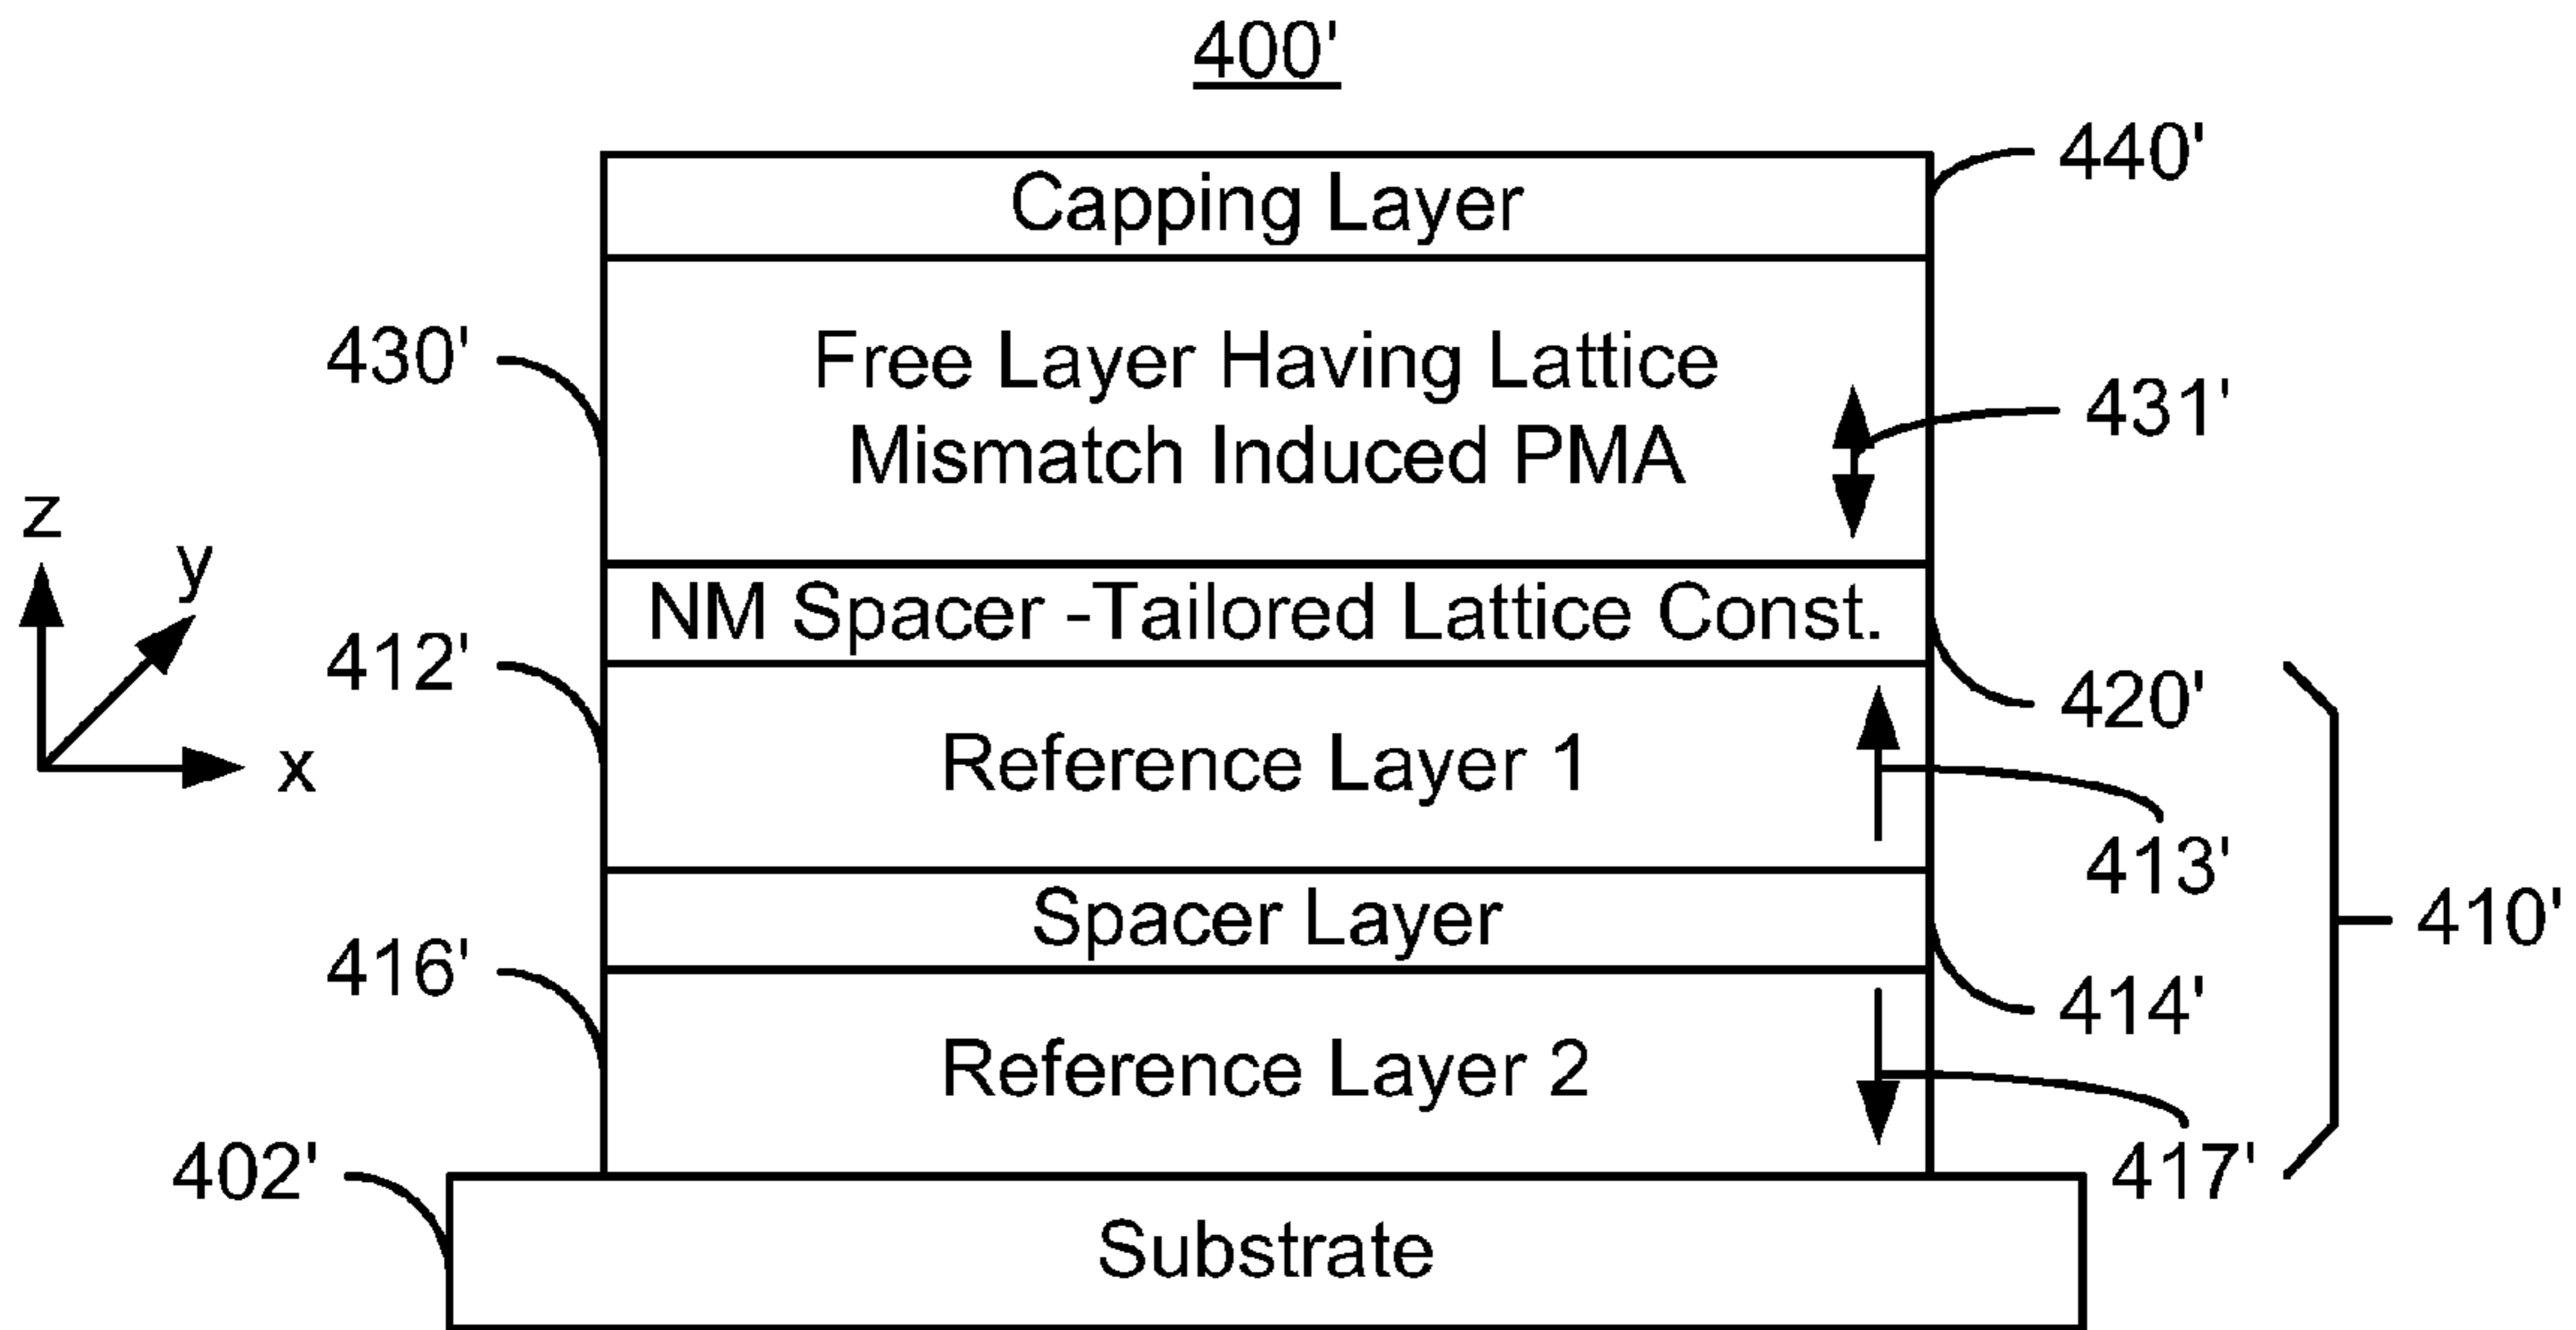 400'
Capping Layer
440'
Free Layer Having Lattice
Mismatch Induced PMA
430'
431'
z
y
x
NM Spacer -Tailored Lattice Const.
412'
420'
Reference Layer 1
413'
410'
Spacer Layer
416'
414'
Reference Layer 2
417'
402'
Substrate